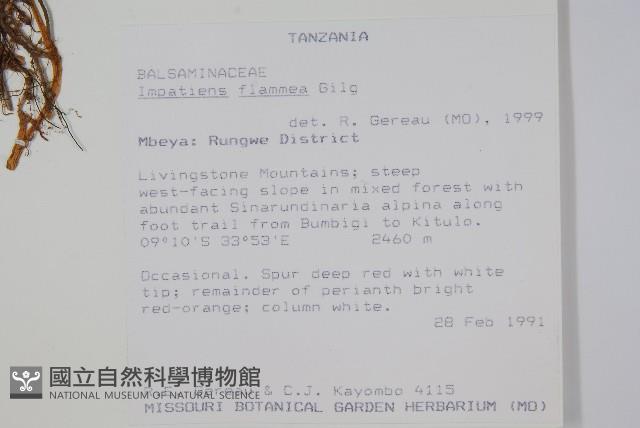 TANZANIA
BALSAMINACEAE
Impatiens flammea Gilg
det. R. Gereau (MO), 1999
Mbeya: Rungwe District
Livingstone Mountains; steep
west-facing slope in mixed forest with
abundant Sinarundinaria alpina along
foot trail from Bumbigi to Kitulo.
09°10'S 33°53'E 2460 m
Occasional. Spur deep red with white
tip; remainder of perianth bright
red-orange; column white.
28 Feb 1991
R.E. Gereau & C.J. Kayombo 4115
MISSOURI BOTANICAL GARDEN HERBARIUM (MO)
國立自然科學博物館
NATIONAL MUSEUM OF NATURAL SCIENCE